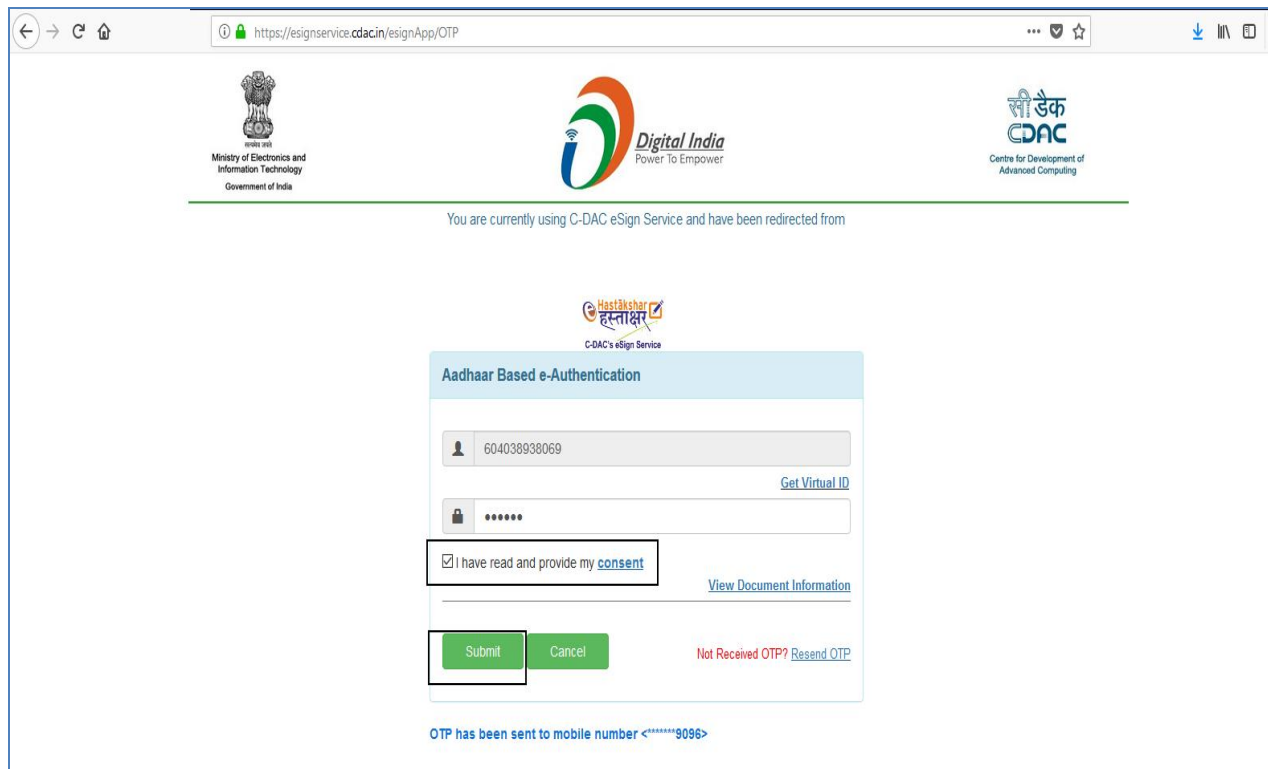 https://esignservice.cdac.in/esignApp/OTP
सत्यमेव जयते
Ministry of Electronics and
Information Technology
Government of India
Digital India
Power To Empower
सी डैक
CDAC
Centre for Development of
Advanced Computing
You are currently using C-DAC eSign Service and have been redirected from
e Hastākshar
हस्ताक्षर
C-DAC's eSign Service
Aadhaar Based e-Authentication
604038938069
Get Virtual ID
••••••
I have read and provide my consent
View Document Information
Submit Cancel Not Received OTP? Resend OTP
OTP has been sent to mobile number <*******9096>